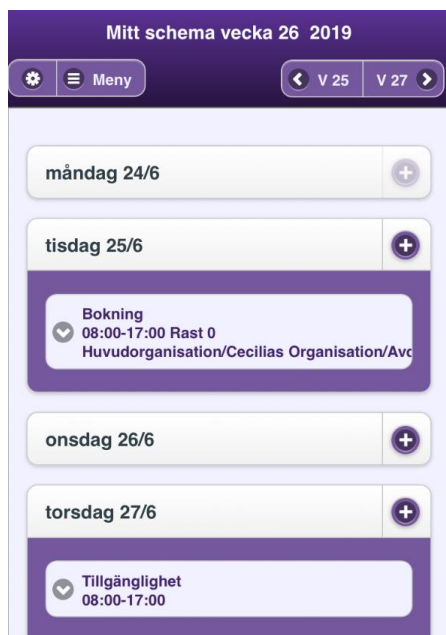 Mitt schema vecka 26 2019
Meny
V 25
V 27
måndag 24/6
tisdag 25/6
Bokning
08:00-17:00 Rast 0
Huvudorganisation/Cecilias Organisation/Avd
onsdag 26/6
torsdag 27/6
Tillgänglighet
08:00-17:00